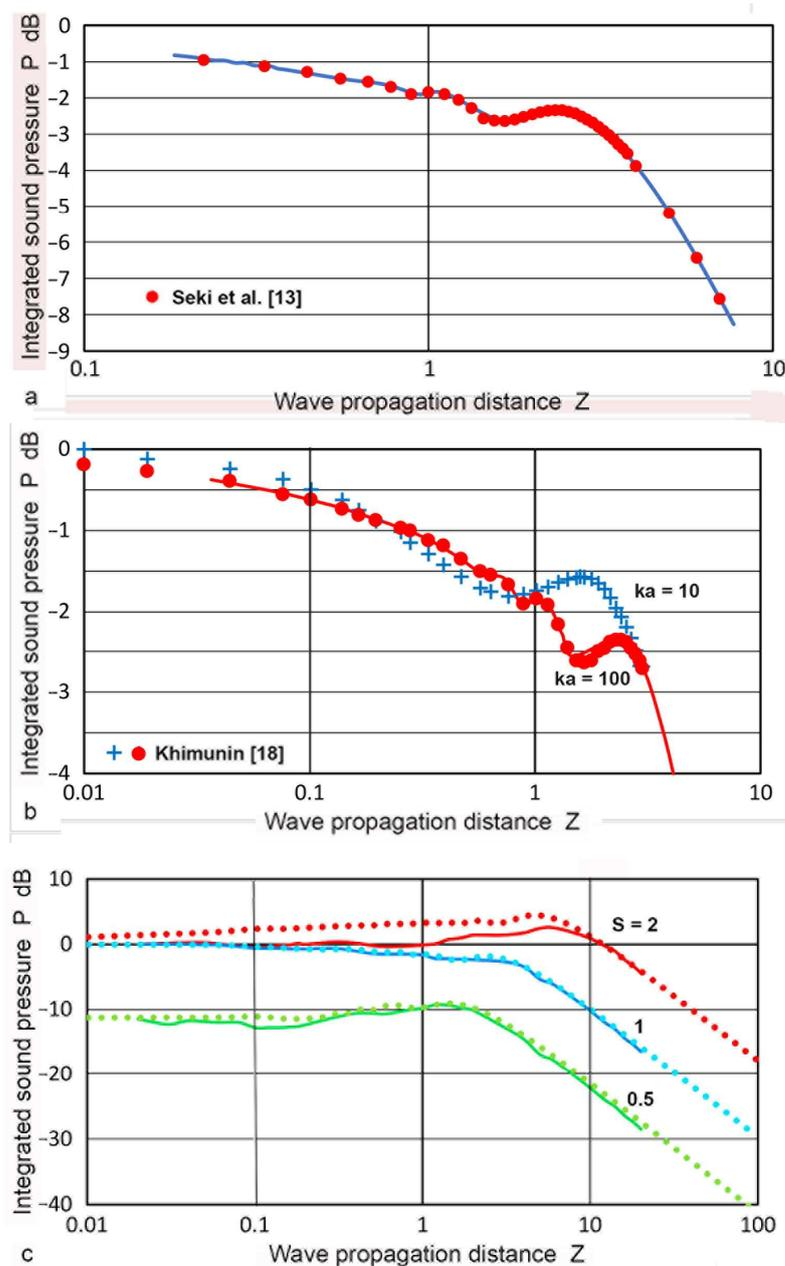 Integrated sound pressure P dB
0
−1
−2
−3
−4
−5
−6
−7
−8
−9
Seki et al. [13]
0.1 1 10
a Wave propagation distance Z
Integrated sound pressure P dB
0
−1
−2
−3
−4
ka = 10
ka = 100
Khimunin [18]
0.01 0.1 1 10
b Wave propagation distance Z
Integrated sound pressure P dB
10
0
−10
−20
−30
−40
S = 2
1
0.5
0.01 0.1 1 10 100
c Wave propagation distance Z